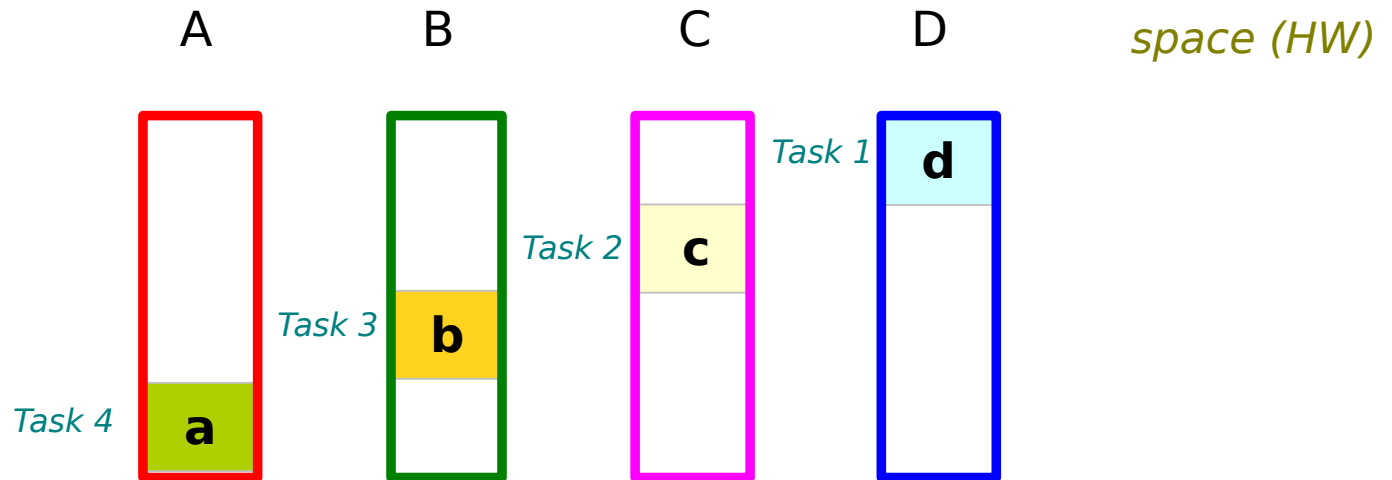 A B C D space (HW)
Task 1 d
Task 2 c
Task 3 b
Task 4 a